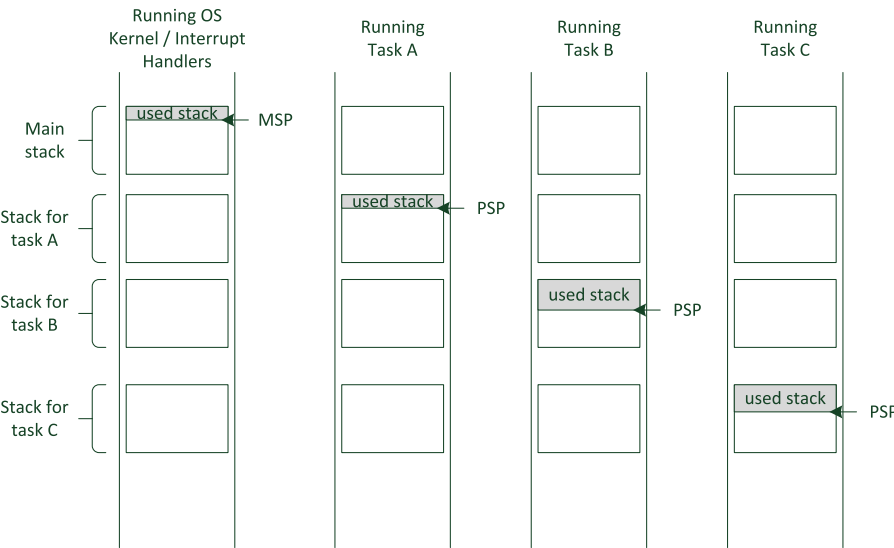 Running OS
Kernel / Interrupt
Handlers
Running
Task A
Running
Task B
Running
Task C
Main
stack
used stack
MSP
Stack for
task A
used stack
PSP
Stack for
task B
used stack
PSP
Stack for
task C
used stack
PSP